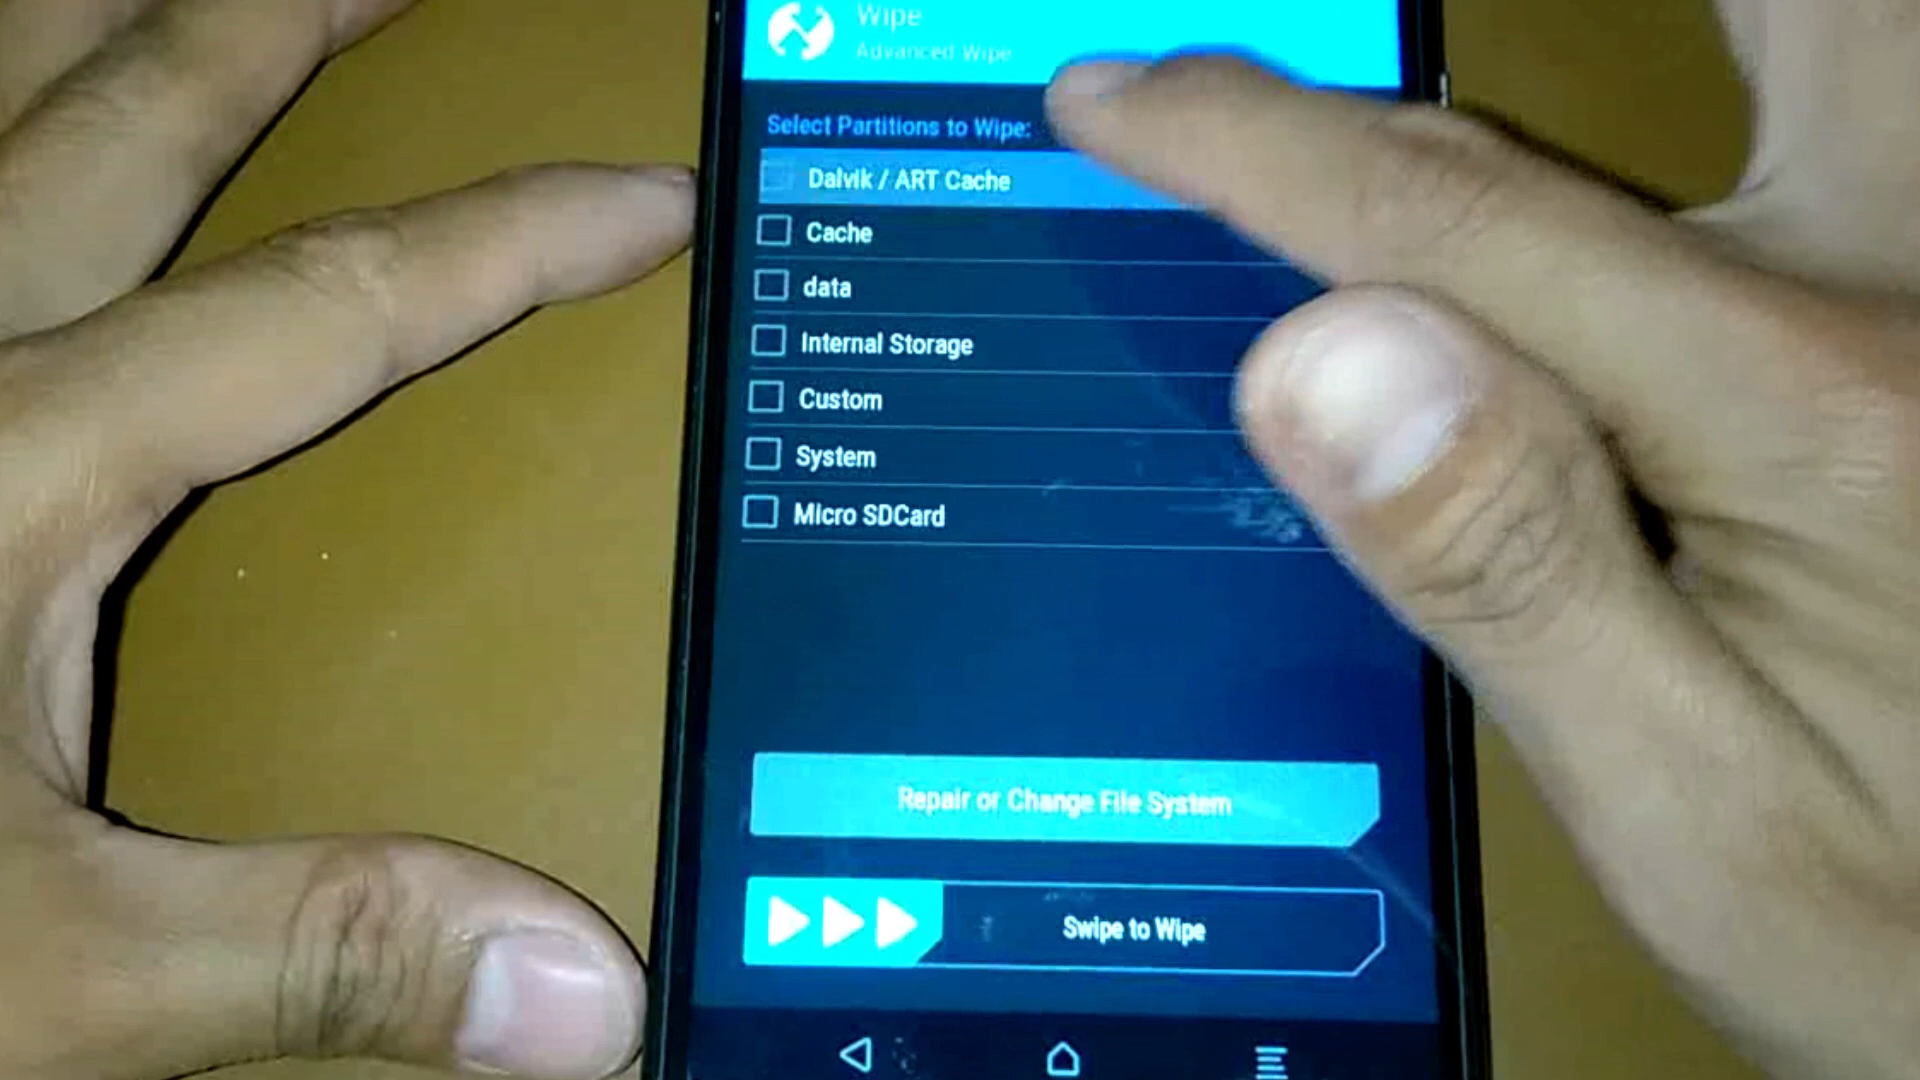 Wipe
Advanced Wipe
Select Partitions to Wipe:
Dalvik / ART Cache
Cache
data
Internal Storage
Custom
System
Micro SDCard
Repair or Change File System
Swipe to Wipe